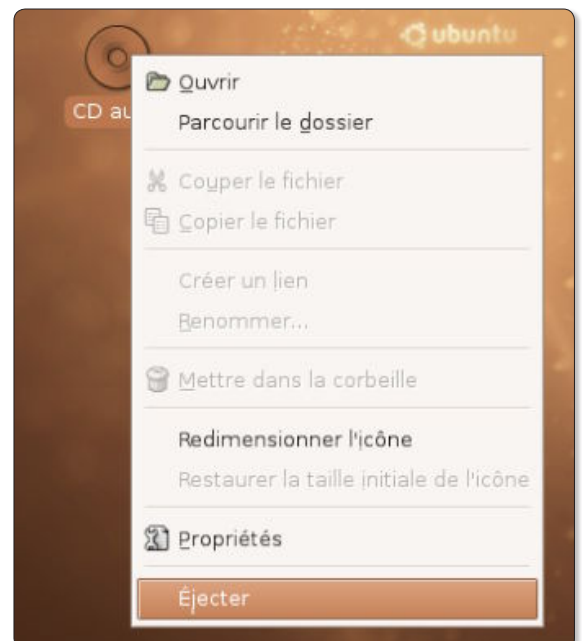 ubuntu
CD au
Ouvrir
Parcourir le dossier
Couper le fichier
Copier le fichier
Créer un lien
Renommer...
Mettre dans la corbeille
Redimensionner l'icône
Restaurer la taille initiale de l'icône
Propriétés
Éjecter